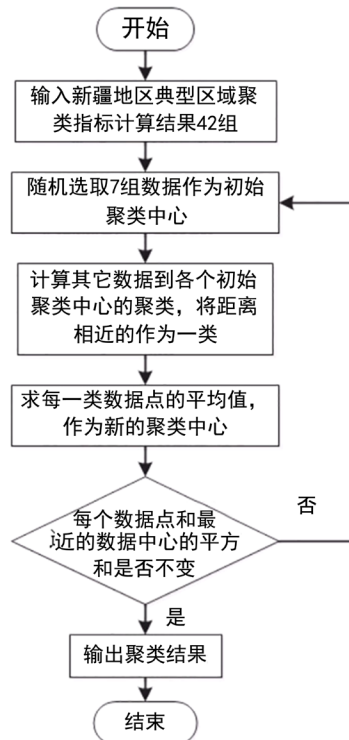 开始
输入新疆地区典型区域聚
类指标计算结果42组
随机选取7组数据作为初始
聚类中心
计算其它数据到各个初始
聚类中心的聚类，将距离
相近的作为一类
求每一类数据点的平均值，
作为新的聚类中心
每个数据点和最
近的数据中心的平方
和是否不变
否
是
输出聚类结果
结束